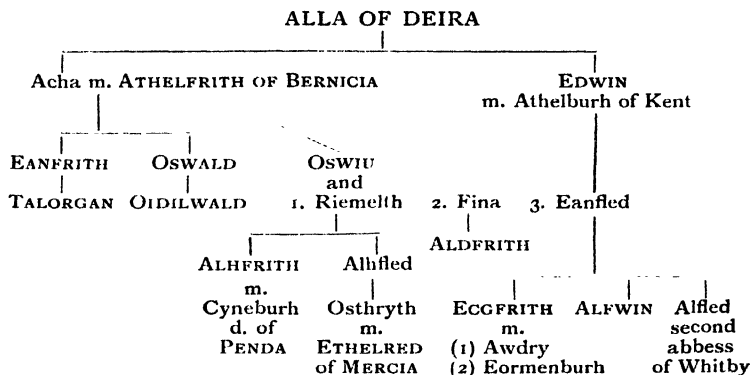 ALLA OF DEIRA
Acha m. ATHELFRITH OF BERNICIA
EDWIN
m. Athelburh of Kent
EANFRITH OSWALD OSWIU
and
TALORGAN OIDILWALD 1. Riemelth 2. Fina 3. Eanfled
ALDFRITH
ALHFRITH Alhfled
m.
Cyneburh
d. of
PENDA
Osthryth
m.
ETHELRED
of MERCIA
ECGFRITH ALFWIN Alfled
m.
(1) Awdry
(2) Eormenburh
second
abbess
of Whitby